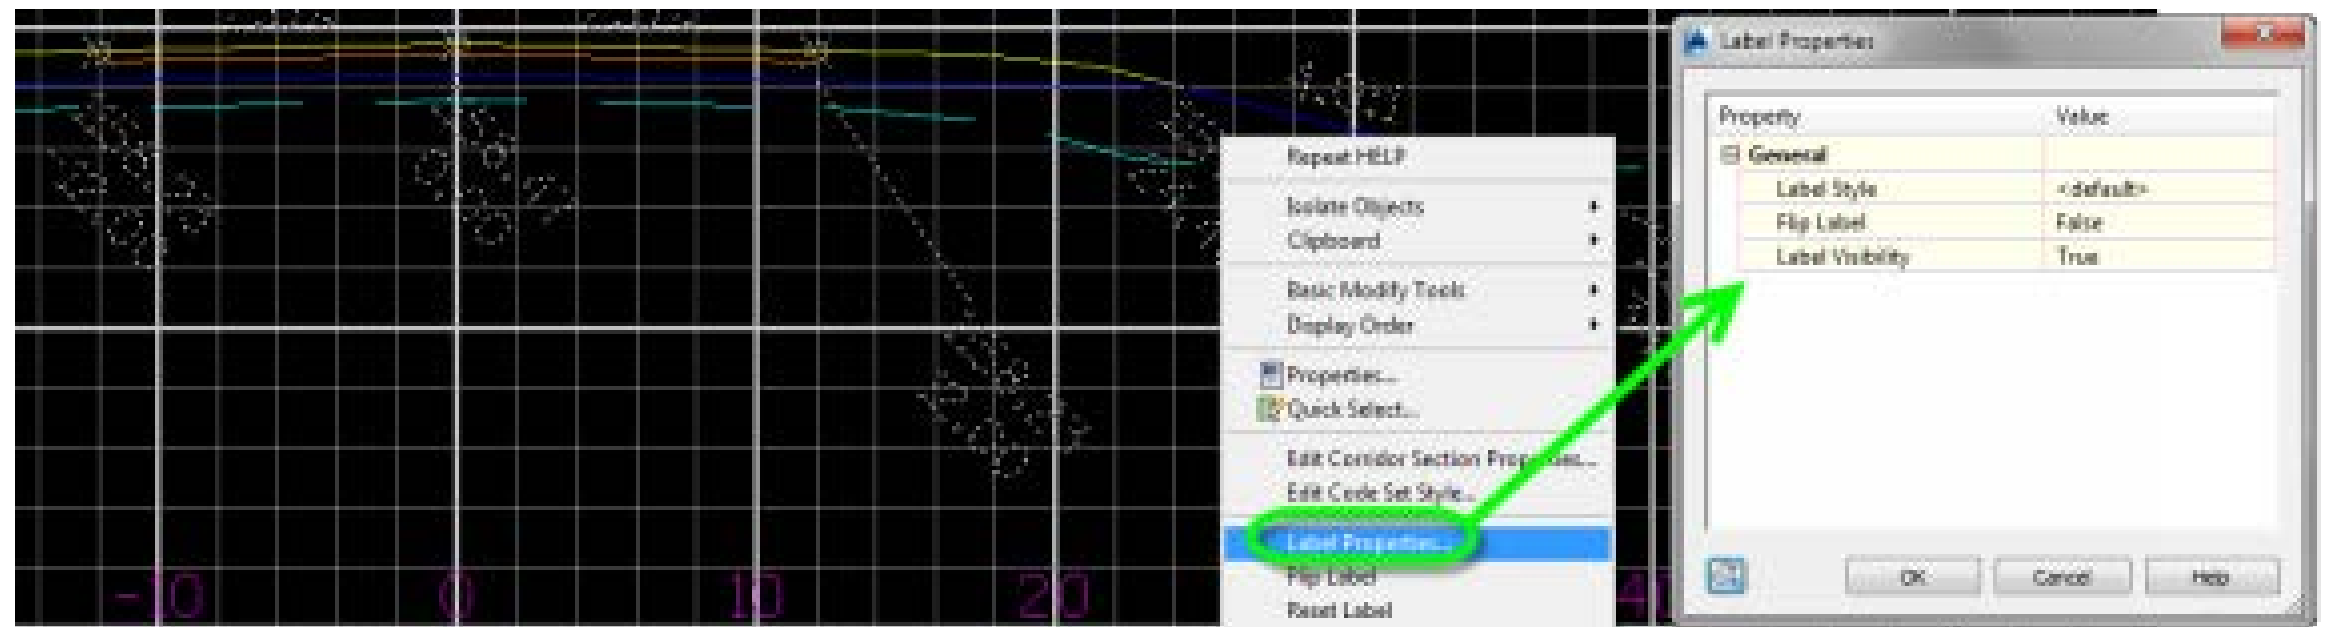 -10
0
10
20
40
Repeat HELP
Isolate Objects
Clipboard
Basic Modify Tools
Display Order
Properties...
Quick Select...
Edit Corridor Section Properties...
Edit Code Set Style...
Label Properties...
Flip Label
Reset Label
Label Properties
Property Value
General
Label Style <default>
Flip Label False
Label Visibility True
OK Cancel Help